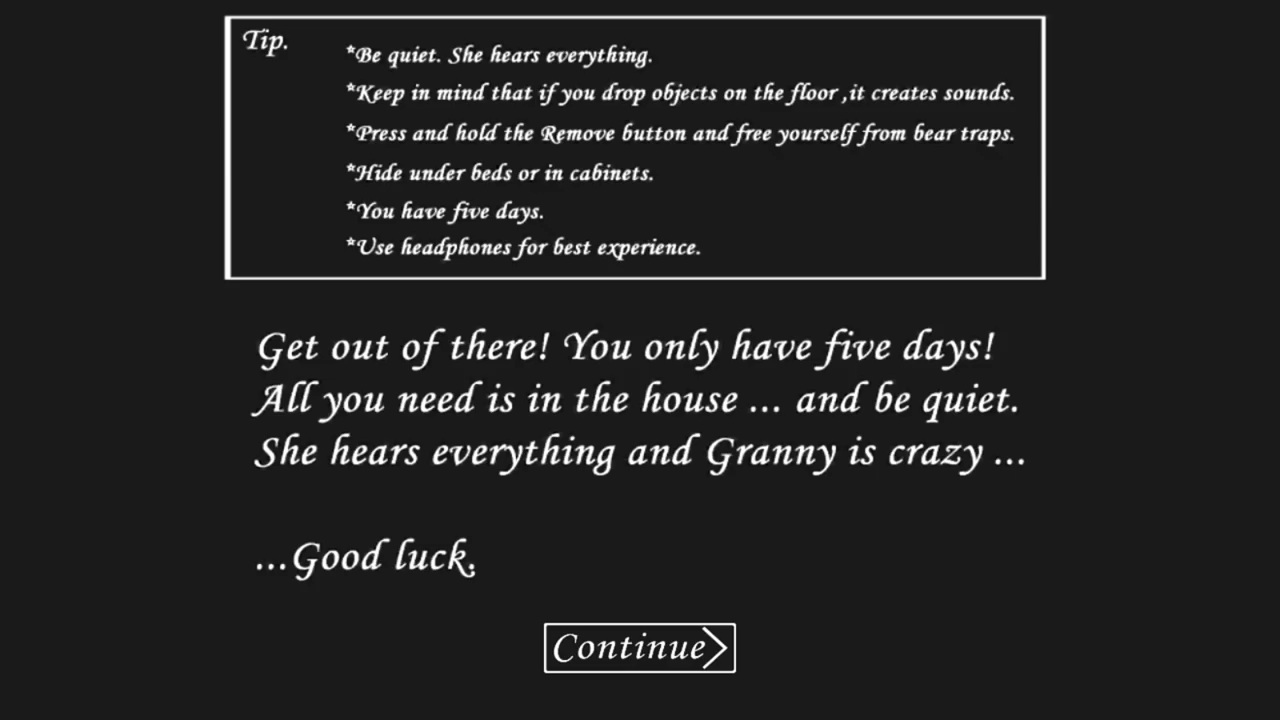 Tip.
*Be quiet. She hears everything.
*Keep in mind that if you drop objects on the floor ,it creates sounds.
*Press and hold the Remove button and free yourself from bear traps.
*Hide under beds or in cabinets.
*You have five days.
*Use headphones for best experience.
Get out of there! You only have five days!
All you need is in the house ... and be quiet.
She hears everything and Granny is crazy ...
...Good luck.
Continue